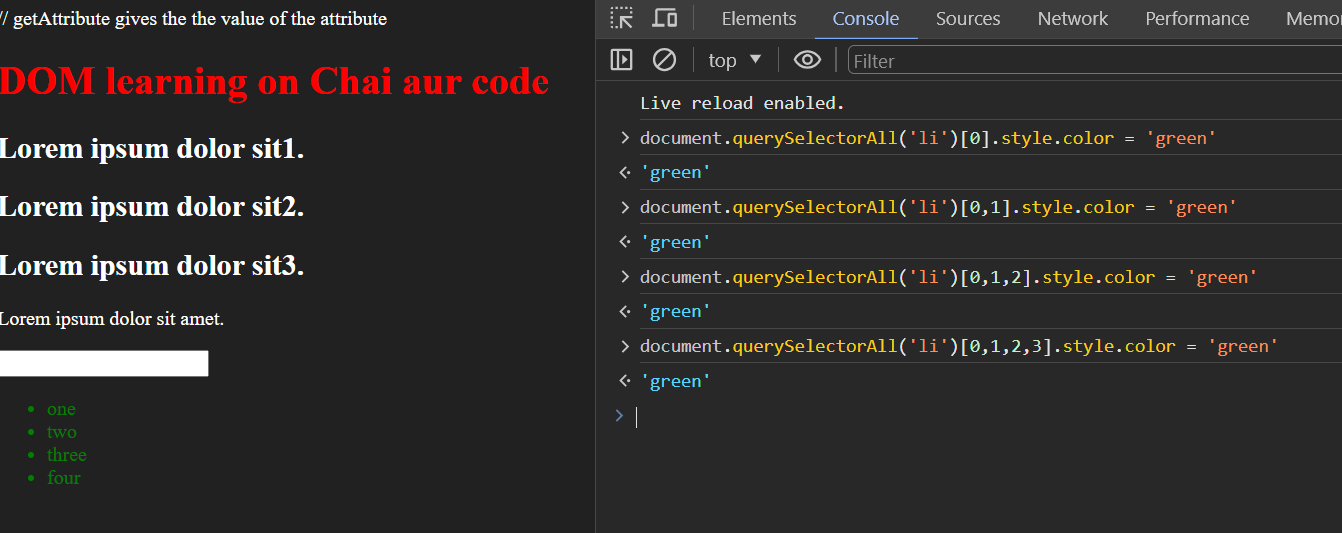 // getAttribute gives the the value of the attribute
DOM learning on Chai aur code
Lorem ipsum dolor sit1.
Lorem ipsum dolor sit2.
Lorem ipsum dolor sit3.
Lorem ipsum dolor sit amet.
one
two
three
four
Elements Console Sources Network Performance Memo
top Filter
Live reload enabled.
document.querySelectorAll('li')[0].style.color = 'green'
'green'
document.querySelectorAll('li')[0,1].style.color = 'green'
'green'
document.querySelectorAll('li')[0,1,2].style.color = 'green'
'green'
document.querySelectorAll('li')[0,1,2,3].style.color = 'green'
'green'